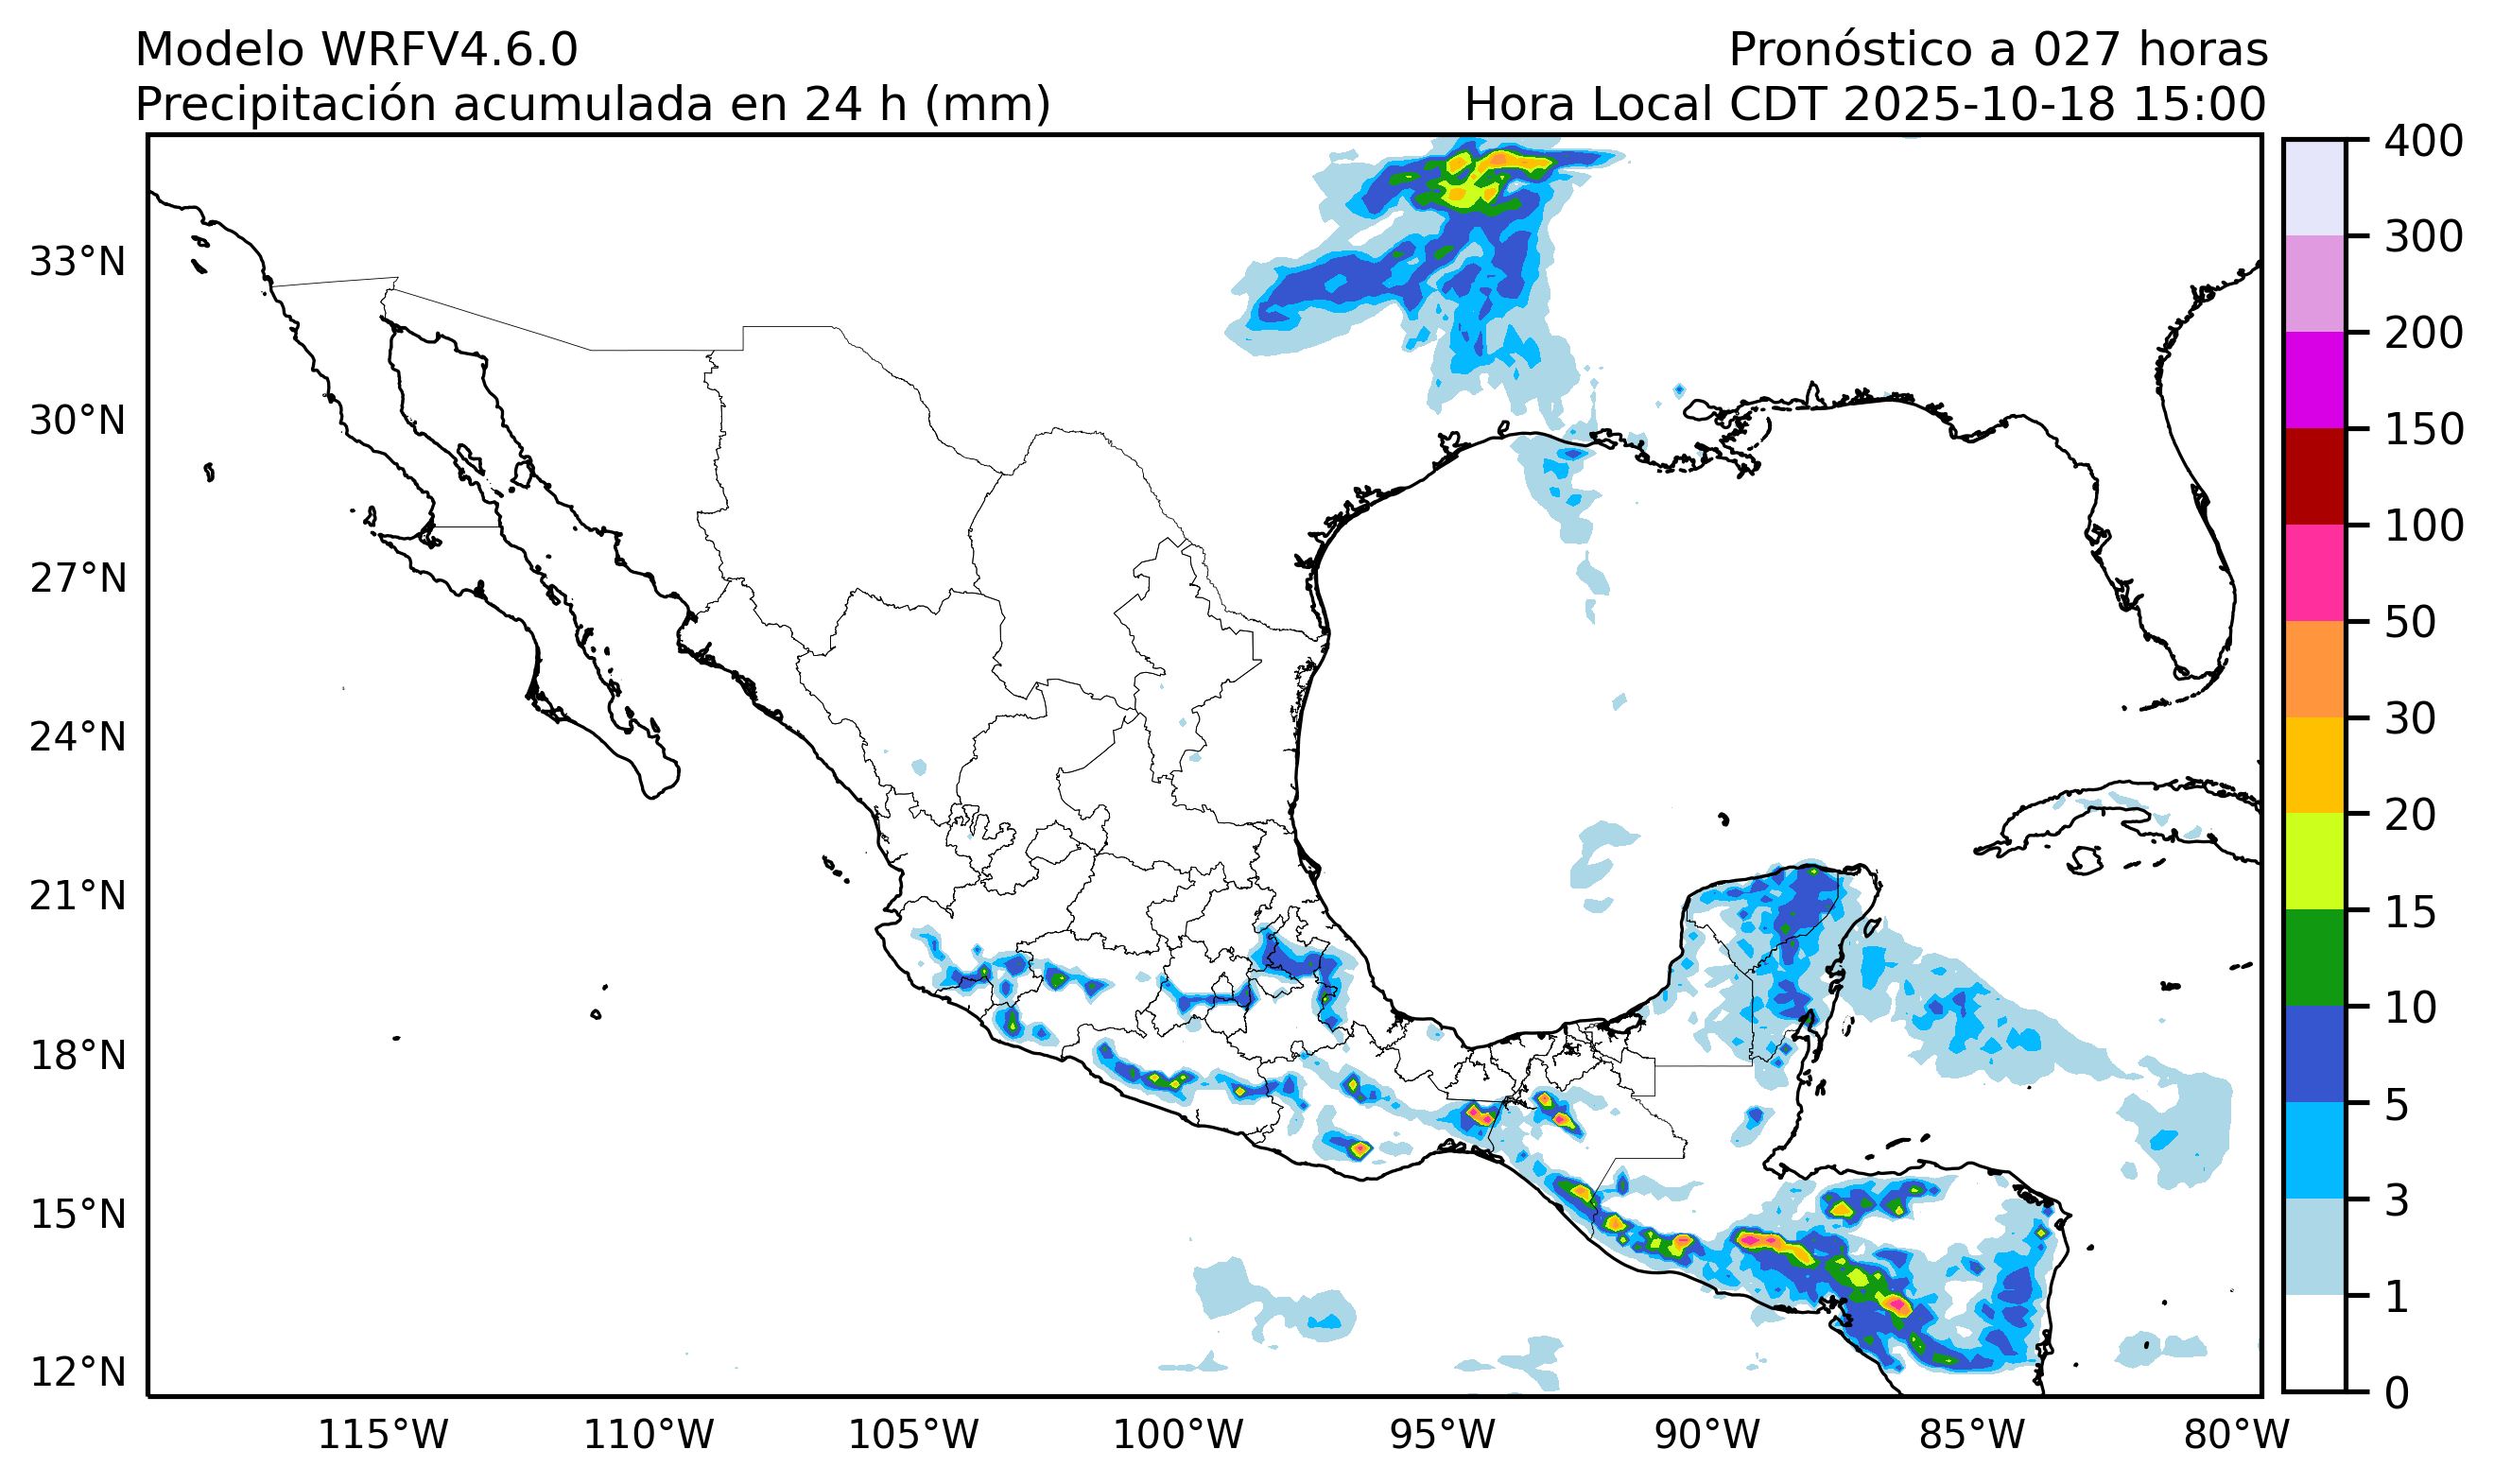 Modelo WRFV4.6.0
Pronóstico a 027 horas
Precipitación acumulada en 24 h (mm)
Hora Local CDT 2025-10-18 15:00
400
300
200
150
100
50
30
20
15
10
5
3
1
0
33°N
30°N
27°N
24°N
21°N
18°N
15°N
12°N
115°W
110°W
105°W
100°W
95°W
90°W
85°W
80°W